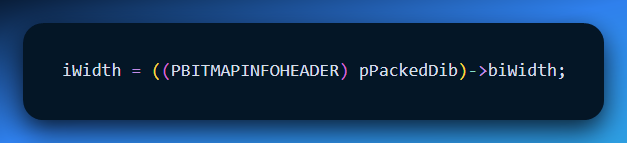 iWidth = ((PBITMAPINFOHEADER) pPackedDib)->biWidth;